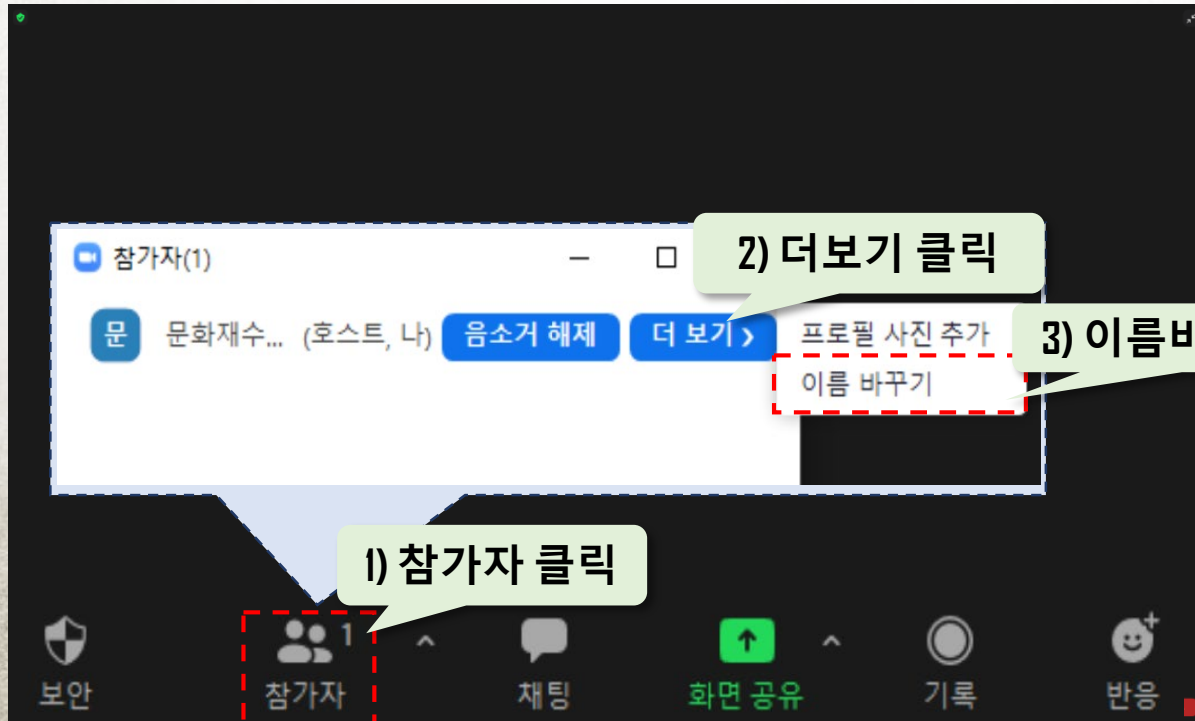 참가자(1)
2) 더보기 클릭
문 문화재수... (호스트, 나) 음소거 해제 더 보기 >
프로필 사진 추가
3) 이름바
이름 바꾸기
1) 참가자 클릭
1
보안 참가자 채팅 화면 공유 기록 반응